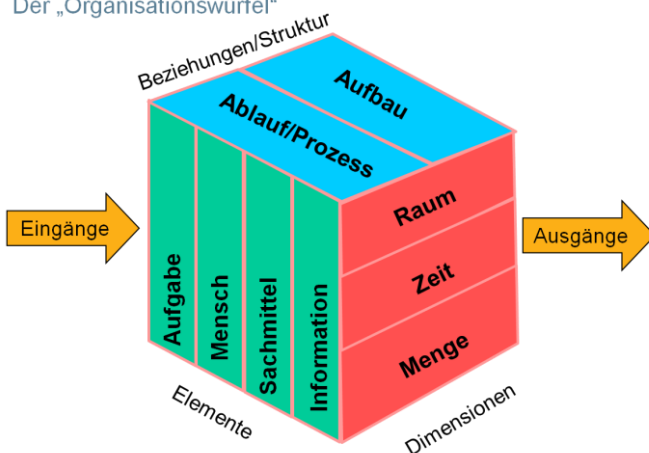 Der „Organisationswürfel“
Beziehungen/Struktur
Aufbau
Ablauf/Prozess
Eingänge
Aufgabe
Mensch
Sachmittel
Information
Raum
Zeit
Menge
Ausgänge
Elemente
Dimensionen